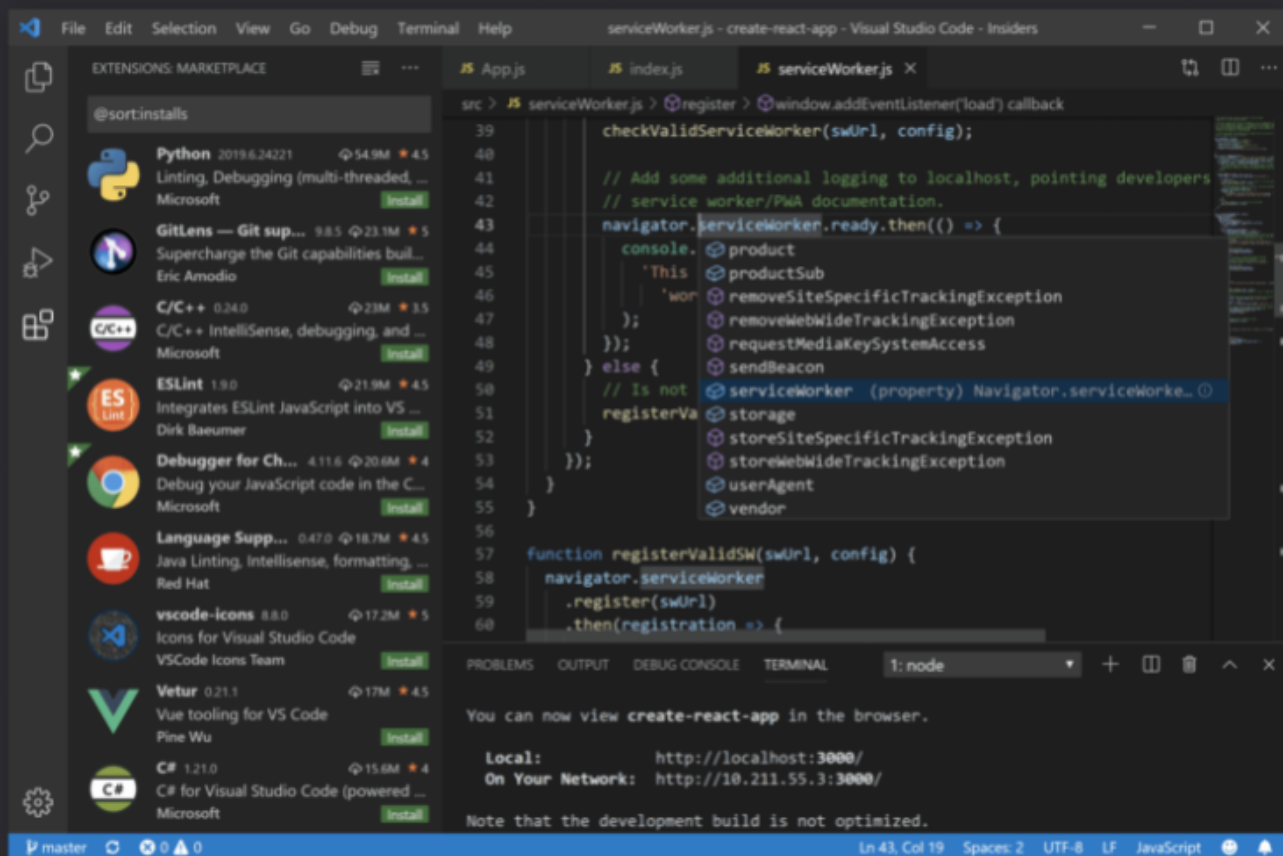 File Edit Selection View Go Debug Terminal Help
serviceWorker.js - create-react-app - Visual Studio Code - Insiders
EXTENSIONS: MARKETPLACE
@sort:installs
Python 2019.6.24221 54.9M 4.5
Linting, Debugging (multi-threaded, ...
Microsoft Install
GitLens — Git sup... 9.8.5 23.1M 5
Supercharge the Git capabilities buil...
Eric Amodio Install
C/C++ 0.24.0 23M 3.5
C/C++
C/C++ IntelliSense, debugging, and ...
Microsoft Install
ESLint 1.9.0 21.9M 4.5
ES
Lint
Integrates ESLint JavaScript into VS ...
Dirk Baeumer Install
Debugger for Ch... 4.11.6 20.6M 4
Debug your JavaScript code in the C...
Microsoft Install
Language Supp... 0.47.0 18.7M 4.5
Java Linting, Intellisense, formatting, ...
Red Hat Install
vscode-icons 8.8.0 17.2M 5
Icons for Visual Studio Code
VSCode Icons Team Install
Vetur 0.21.1 17M 4.5
Vue tooling for VS Code
Pine Wu Install
C# 1.21.0 15.6M 4
C#
C# for Visual Studio Code (powered ...
Microsoft Install
JS App.js JS index.js JS serviceWorker.js
src > JS serviceWorker.js > register > window.addEventListener('load') callback
39 checkValidServiceWorker(swUrl, config);
40
41 // Add some additional logging to localhost, pointing developers
42 // service worker/PWA documentation.
43 navigator.serviceWorker.ready.then(() => {
44 console.
45 'This
46 'wor
47 );
48 });
49 } else {
50 // Is not
51 registerVa
52 }
53 });
54 }
55 }
56
57 function registerValidSW(swUrl, config) {
58 navigator.serviceWorker
59 .register(swUrl)
60 .then(registration => {
product
productSub
removeSiteSpecificTrackingException
removeWebWideTrackingException
requestMediaKeySystemAccess
sendBeacon
serviceWorker (property) Navigator.serviceWorke...
storage
storeSiteSpecificTrackingException
storeWebWideTrackingException
userAgent
vendor
PROBLEMS OUTPUT DEBUG CONSOLE TERMINAL 1: node
You can now view create-react-app in the browser.
Local: http://localhost:3000/
On Your Network: http://10.211.55.3:3000/
Note that the development build is not optimized.
master 0 0 Ln 43, Col 19 Spaces: 2 UTF-8 LF JavaScript